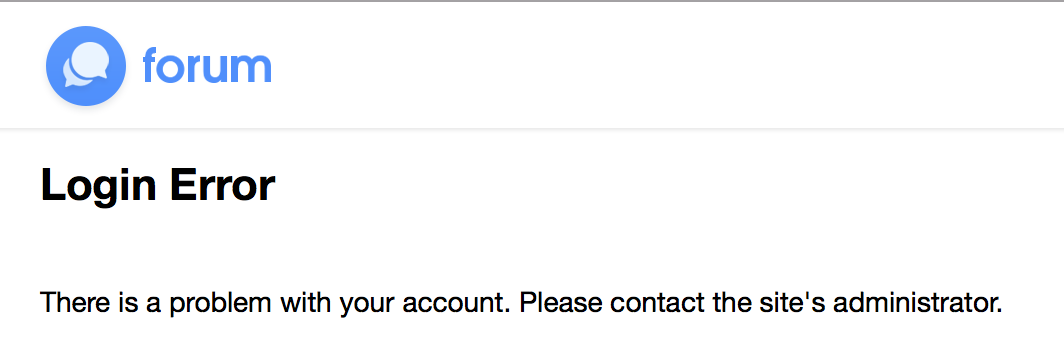 forum
Login Error
There is a problem with your account. Please contact the site's administrator.